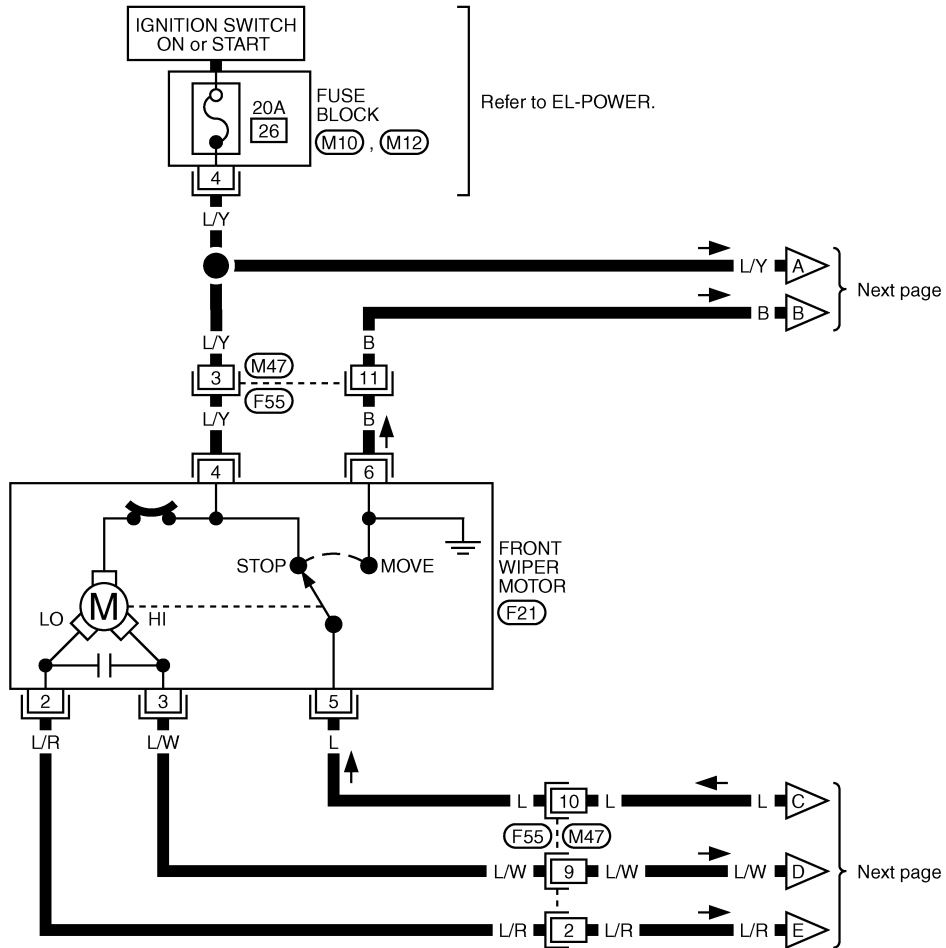 IGNITION SWITCH
ON or START
20A
26
FUSE
BLOCK
M10 , M12
Refer to EL-POWER.
4
L/Y
L/Y A
Next page
B B
L/Y B
3 M47 11
F55
L/Y B
4 6
STOP MOVE
FRONT
WIPER
MOTOR
F21
M
LO HI
2 3 5
L/R L/W L
L 10 L L C
F55 M47
L/W 9 L/W L/W D
Next page
L/R 2 L/R L/R E